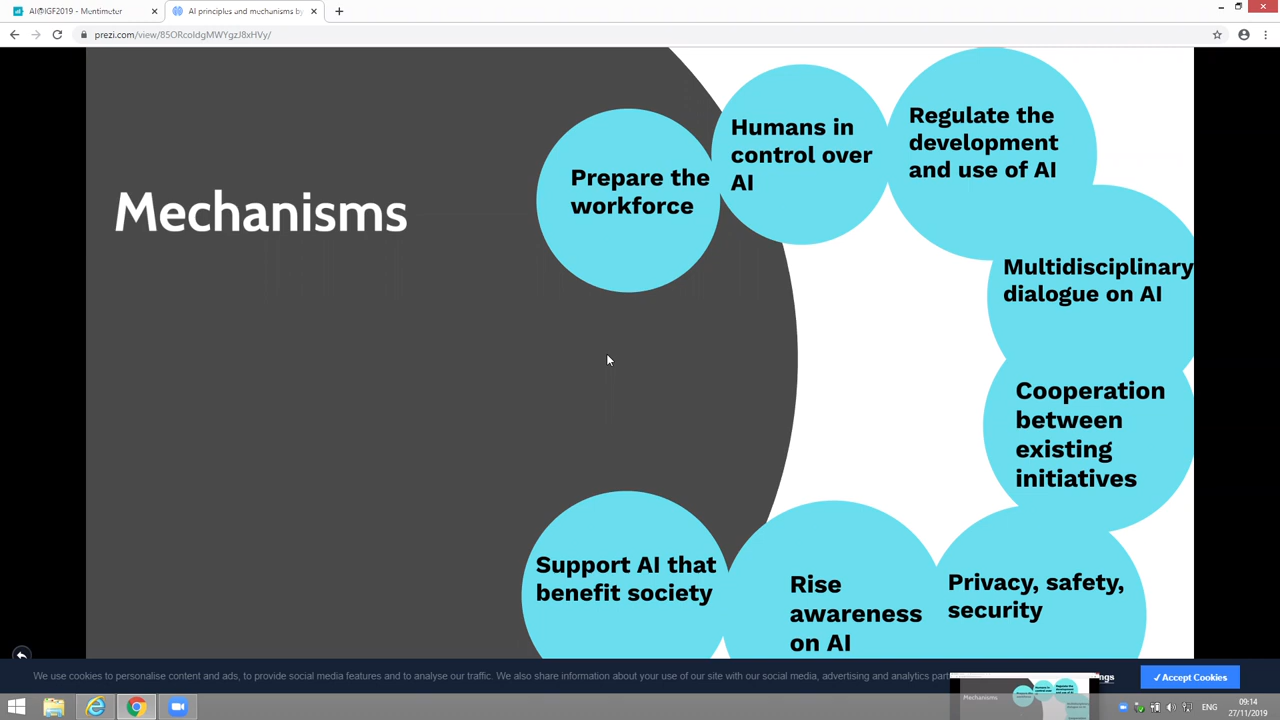 AI@IGF2019 - Mentimeter
AI principles and mechanisms by
prezi.com/view/85ORcoIdgMWYgzJ8xHVy/
Mechanisms
Prepare the
workforce
Humans in
control over
AI
Regulate the
development
and use of AI
Multidisciplinary
dialogue on AI
Cooperation
between
existing
initiatives
Privacy, safety,
security
Rise
awareness
on AI
Support AI that
benefit society
We use cookies to personalise content and ads, to provide social media features and to analyse our traffic. We also share information about your use of our site with our social media, advertising and analytics
✓ Accept Cookies
Mechanisms
ENG
09:14
27/11/2019